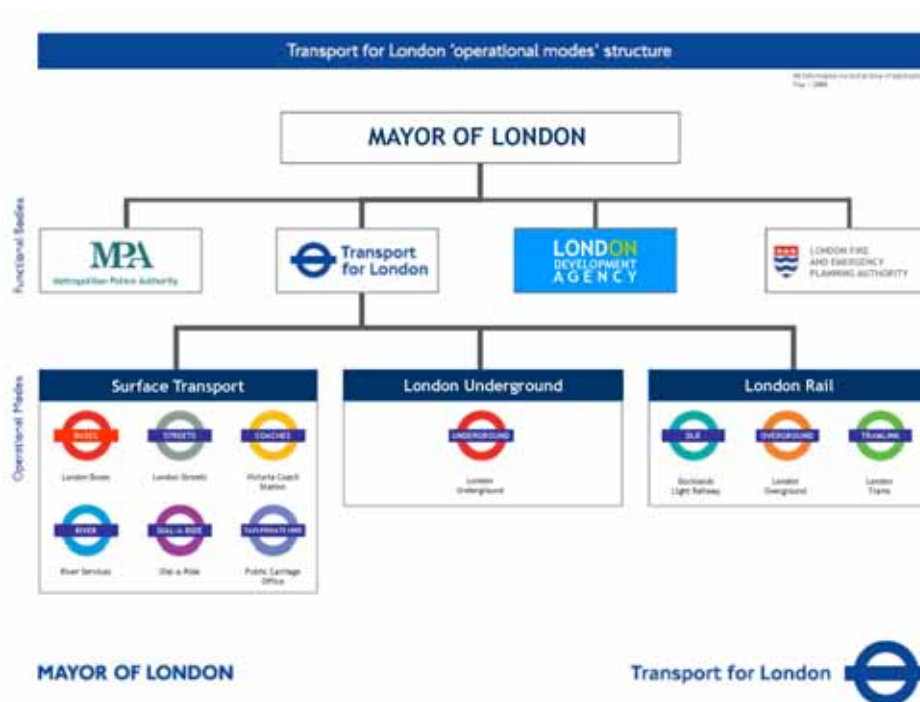 Transport for London 'operational modes' structure
MAYOR OF LONDON
Functional Bodies
MPA
Metropolitan Police Authority
Transport
for London
LONDON
DEVELOPMENT
AGENCY
LONDON FIRE
AND EMERGENCY
PLANNING AUTHORITY
Operational Modes
Surface Transport
BUSES
London Buses
STREETS
London Streets
COACHES
Victoria Coach
Station
RIVER
River Services
DIAL-A-RIDE
Dial-a-Ride
TAXI/PRIVATE HIRE
Public Carriage
Office
London Underground
UNDERGROUND
London
Underground
London Rail
DLR
Docklands
Light Railway
OVERGROUND
London
Overground
TRAMLINK
London
Trams
MAYOR OF LONDON
Transport for London